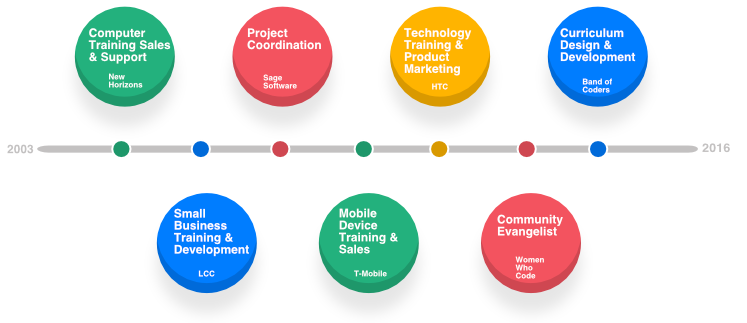 Computer
Training Sales
& Support
New
Horizons
Project
Coordination
Sage
Software
Technology
Training &
Product
Marketing
HTC
Curriculum
Design &
Development
Band of
Coders
2003
2016
Small
Business
Training &
Development
LCC
Mobile
Device
Training &
Sales
T-Mobile
Community
Evangelist
Women
Who
Code